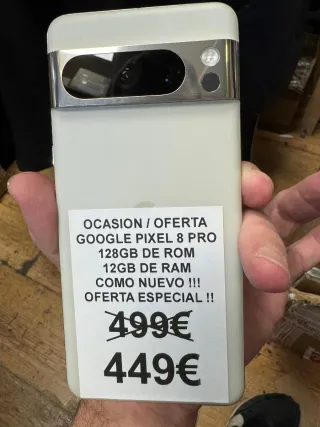 OCASION / OFERTA
GOOGLE PIXEL 8 PRO
128GB DE ROM
12GB DE RAM
COMO NUEVO !!!
OFERTA ESPECIAL !!
499€
449€